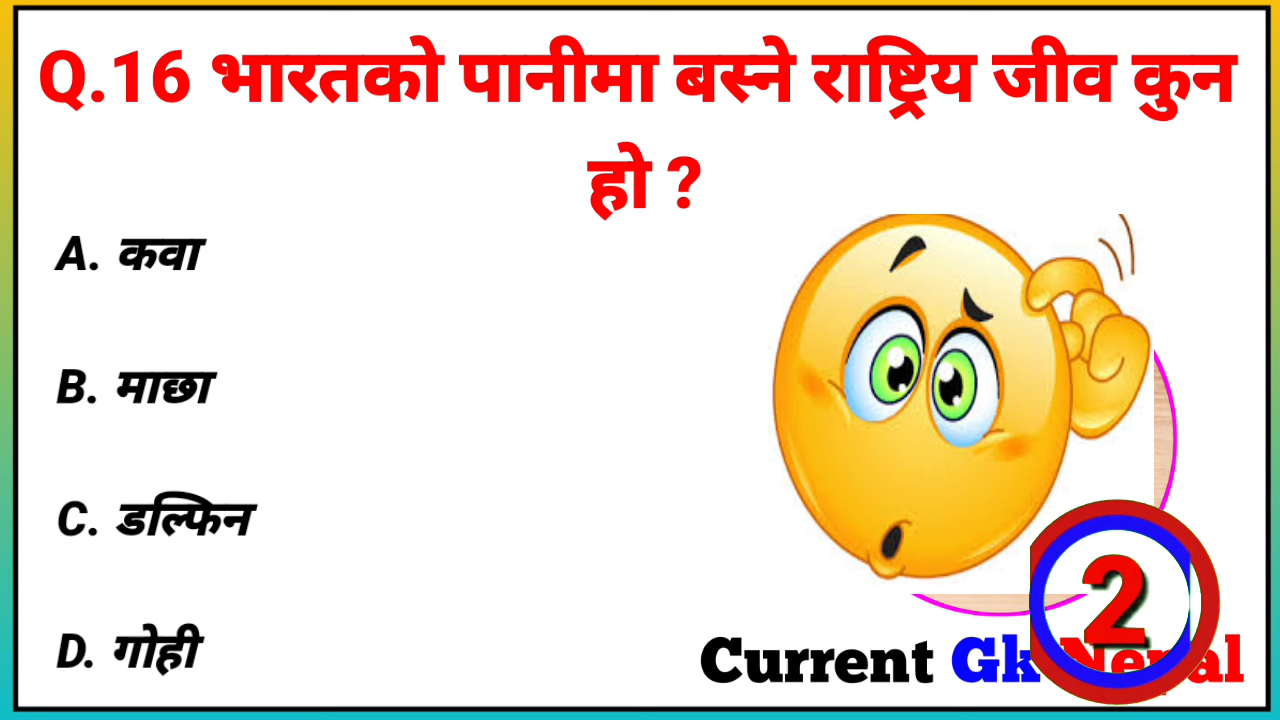 Q.16 भारतको पानीमा बस्ने राष्ट्रिय जीव कुन
हो ?
A. कवा
B. माछा
C. डल्फिन
D. गोही
2
Current Gk Nepal